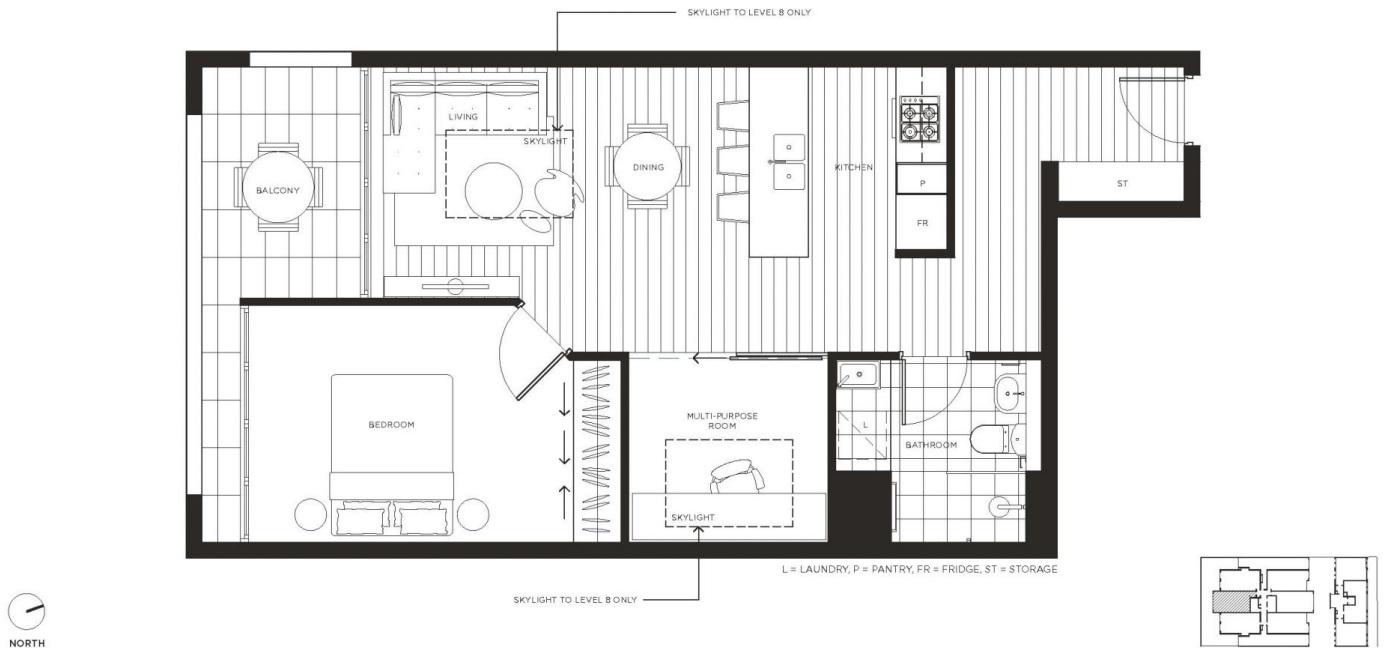 SKYLIGHT TO LEVEL 8 ONLY
LIVING
SKYLIGHT
BALCONY
DINING
KITCHEN
P
FR
ST
BEDROOM
MULTI-PURPOSE
ROOM
SKYLIGHT
L
BATHROOM
L = LAUNDRY, P = PANTRY, FR = FRIDGE, ST = STORAGE
SKYLIGHT TO LEVEL 8 ONLY
NORTH